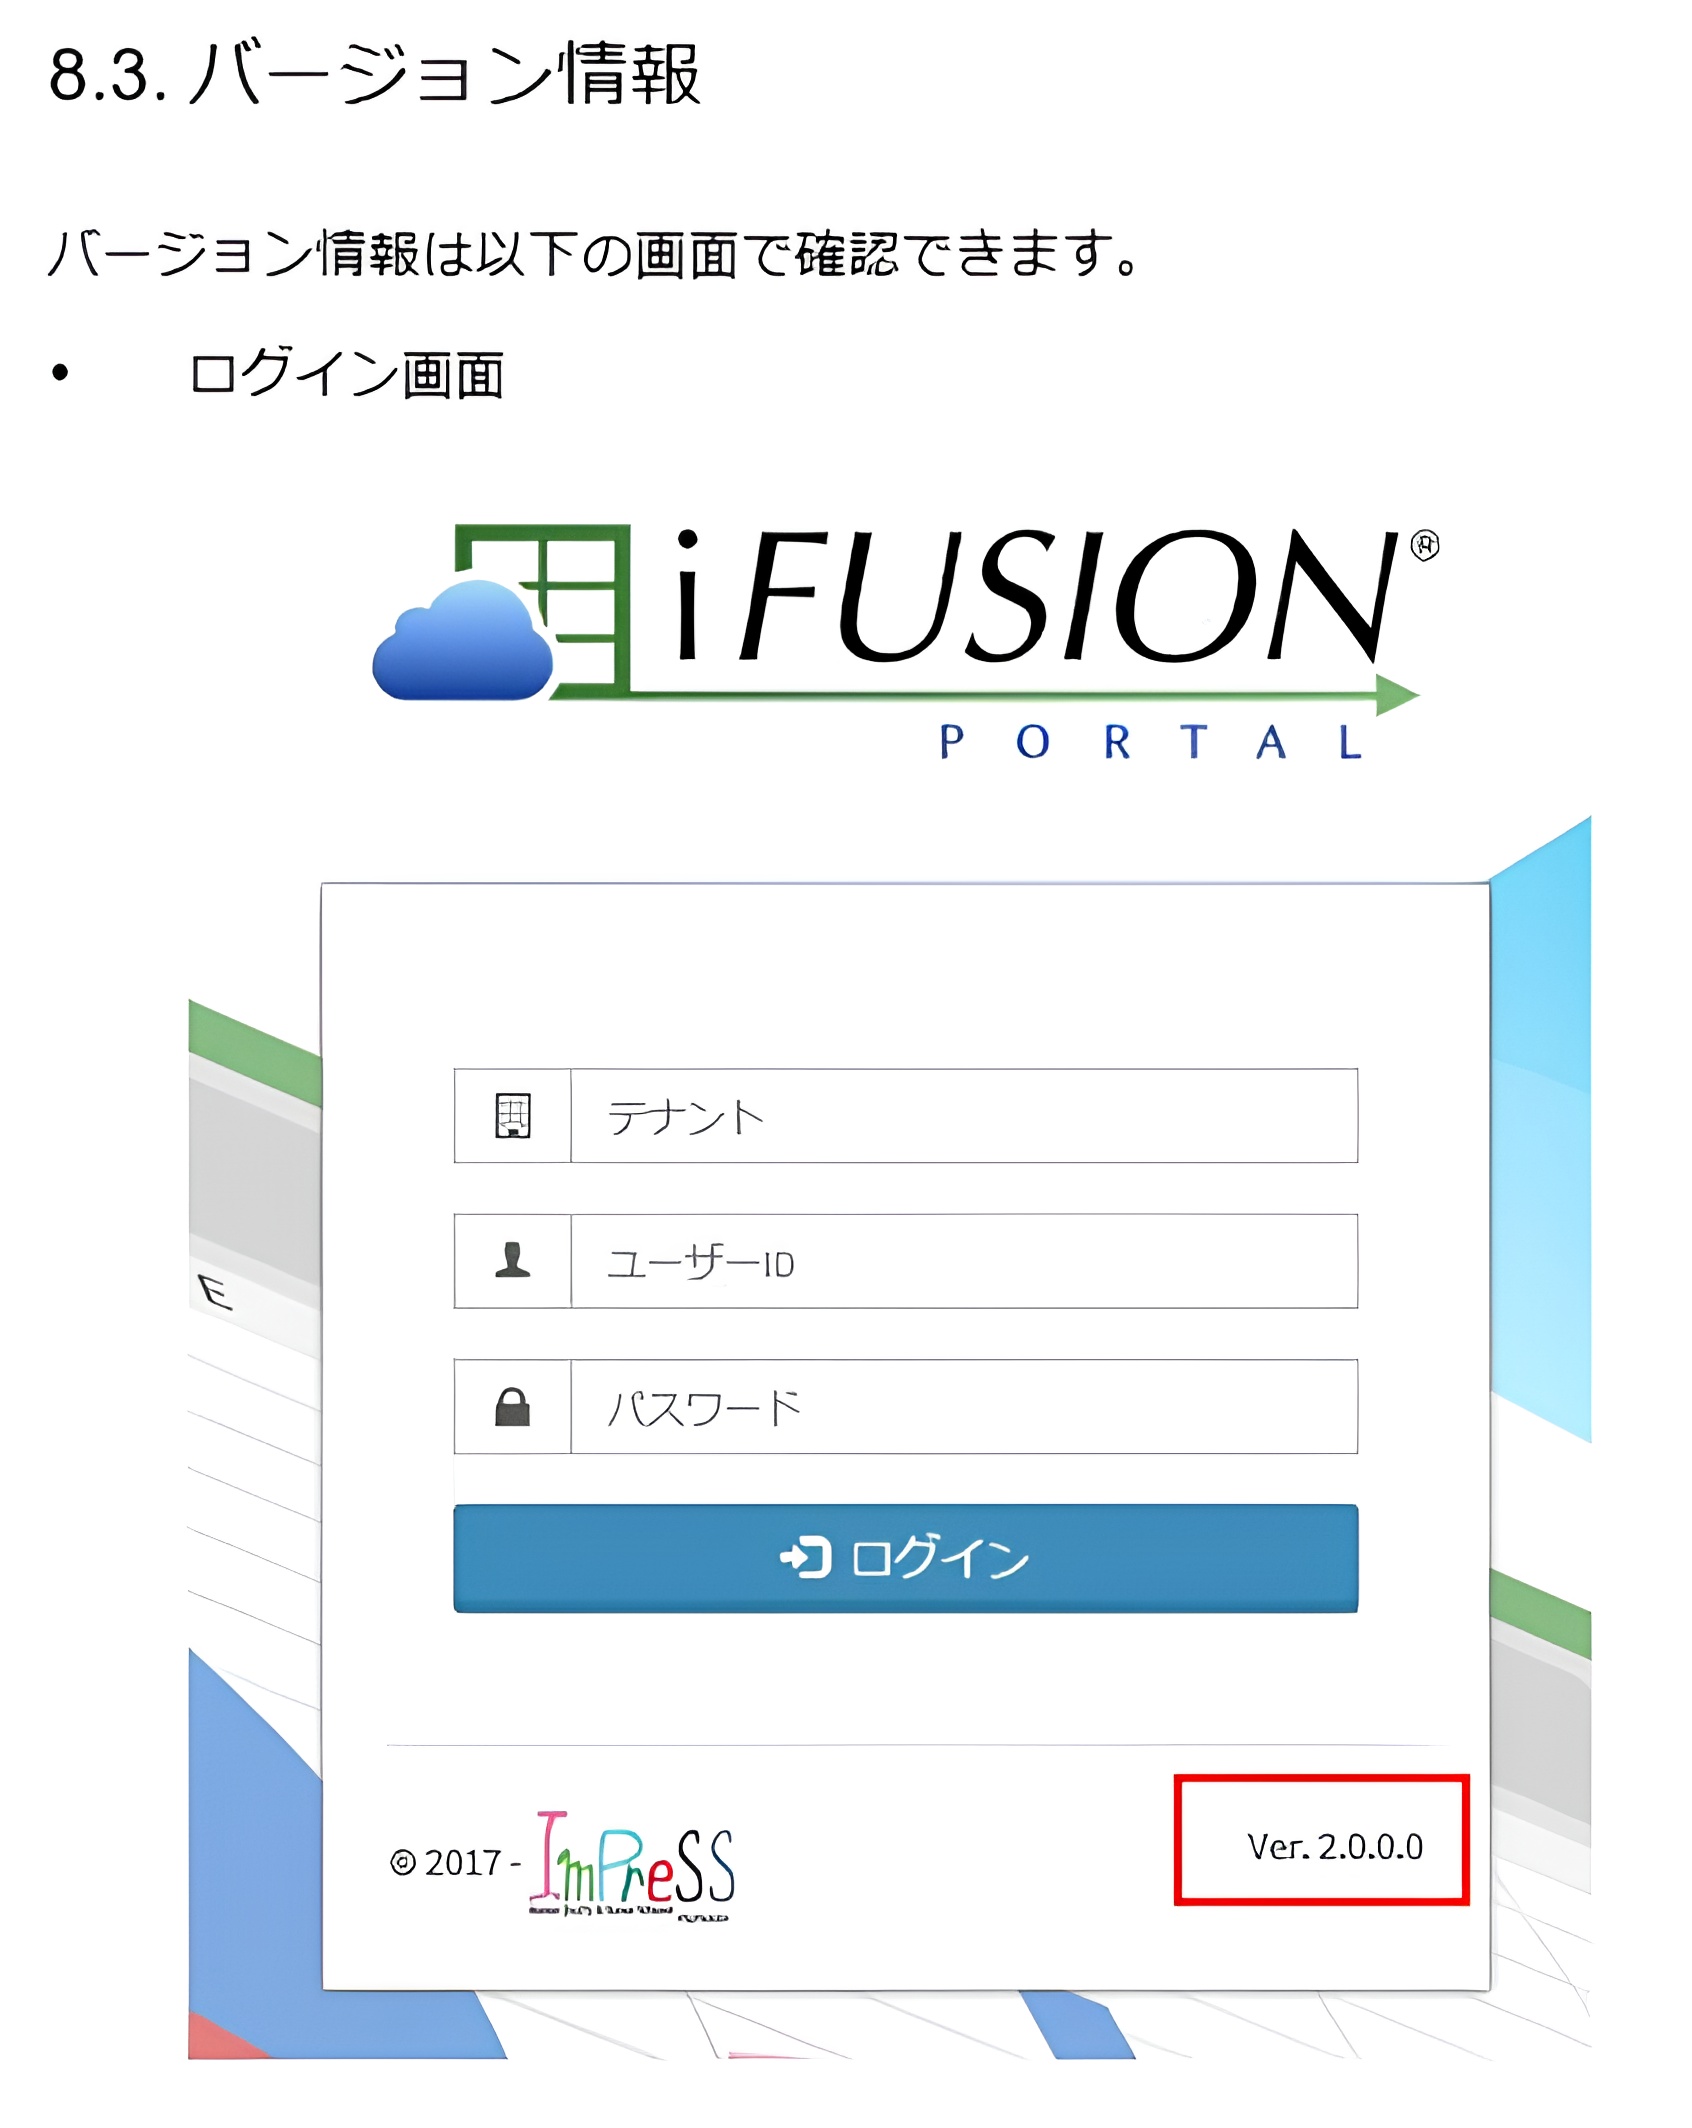 8.3. バージョン情報
バージョン情報は以下の画面で確認できます。
• ログイン画面
i FUSION®
PORTAL
テナント
E
ユーザーID
パスワード
ログイン
© 2017 - ImPreSS
Ver. 2.0.0.0